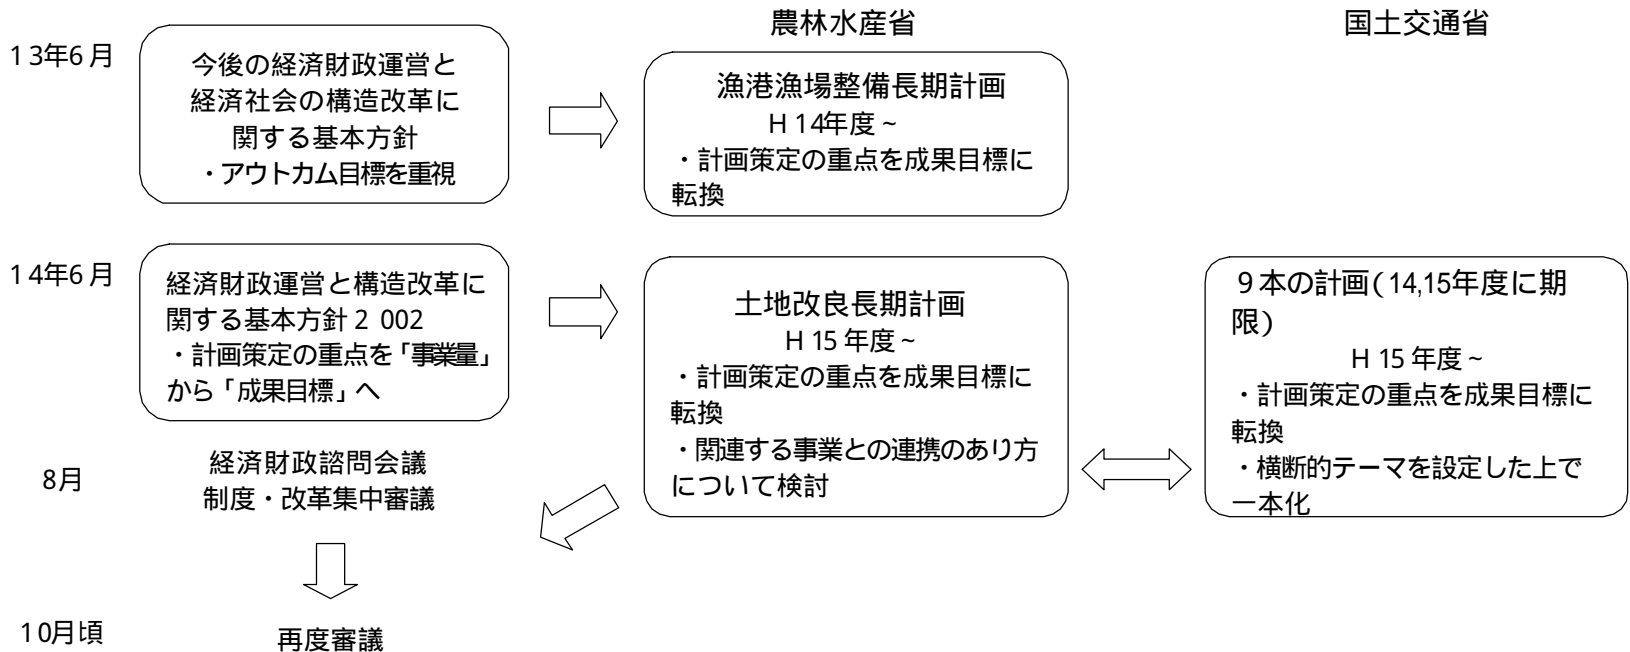 農林水産省
国土交通省
13年6月
今後の経済財政運営と
経済社会の構造改革に
関する基本方針
・アウトカム目標を重視
漁港漁場整備長期計画
H 14年度~
・計画策定の重点を成果目標に
転換
14年6月
経済財政運営と構造改革に
関する基本方針2002
・計画策定の重点を「事業量」
から「成果目標」へ
土地改良長期計画
H 15年度~
・計画策定の重点を成果目標に
転換
・関連する事業との連携のあり方
について検討
9本の計画(14,15年度に期
限)
H 15年度~
・計画策定の重点を成果目標に
転換
・横断的テーマを設定した上で
一本化
8月
経済財政諮問会議
制度・改革集中審議
10月頃
再度審議